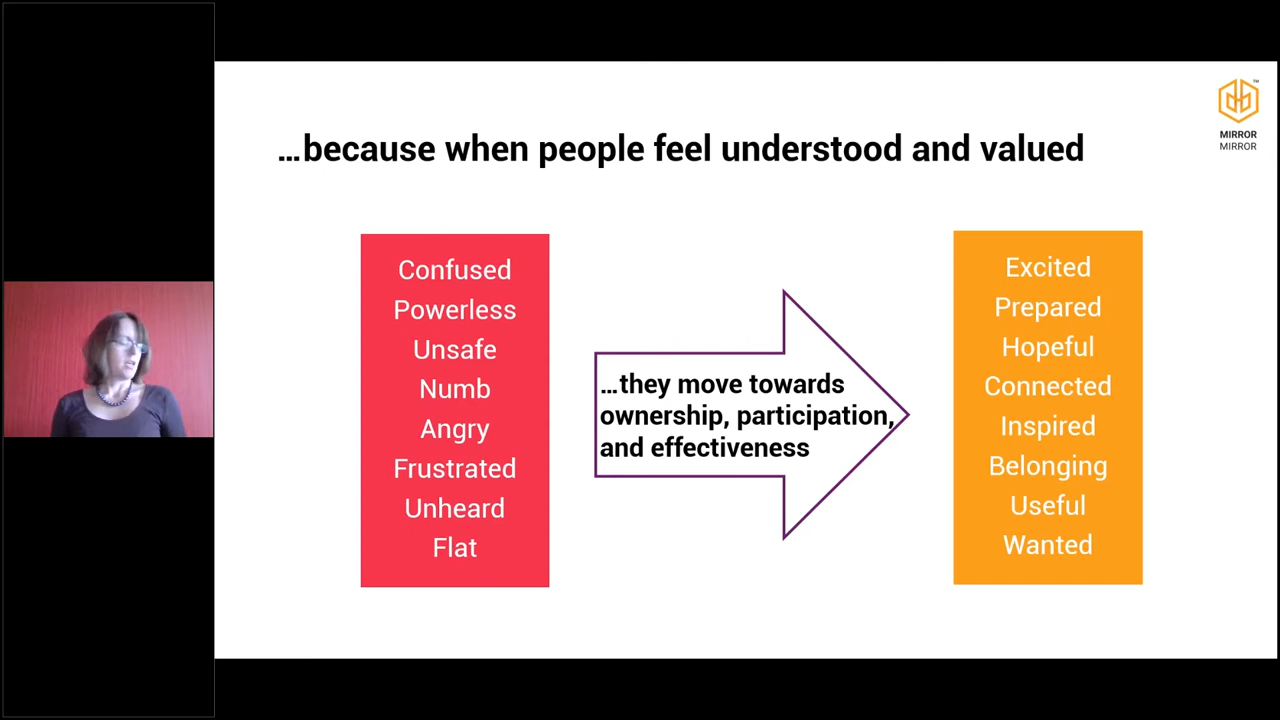 …because when people feel understood and valued
TM
MIRROR
MIRROR
Confused
Powerless
Unsafe
Numb
Angry
Frustrated
Unheard
Flat
…they move towards
ownership, participation,
and effectiveness
Excited
Prepared
Hopeful
Connected
Inspired
Belonging
Useful
Wanted